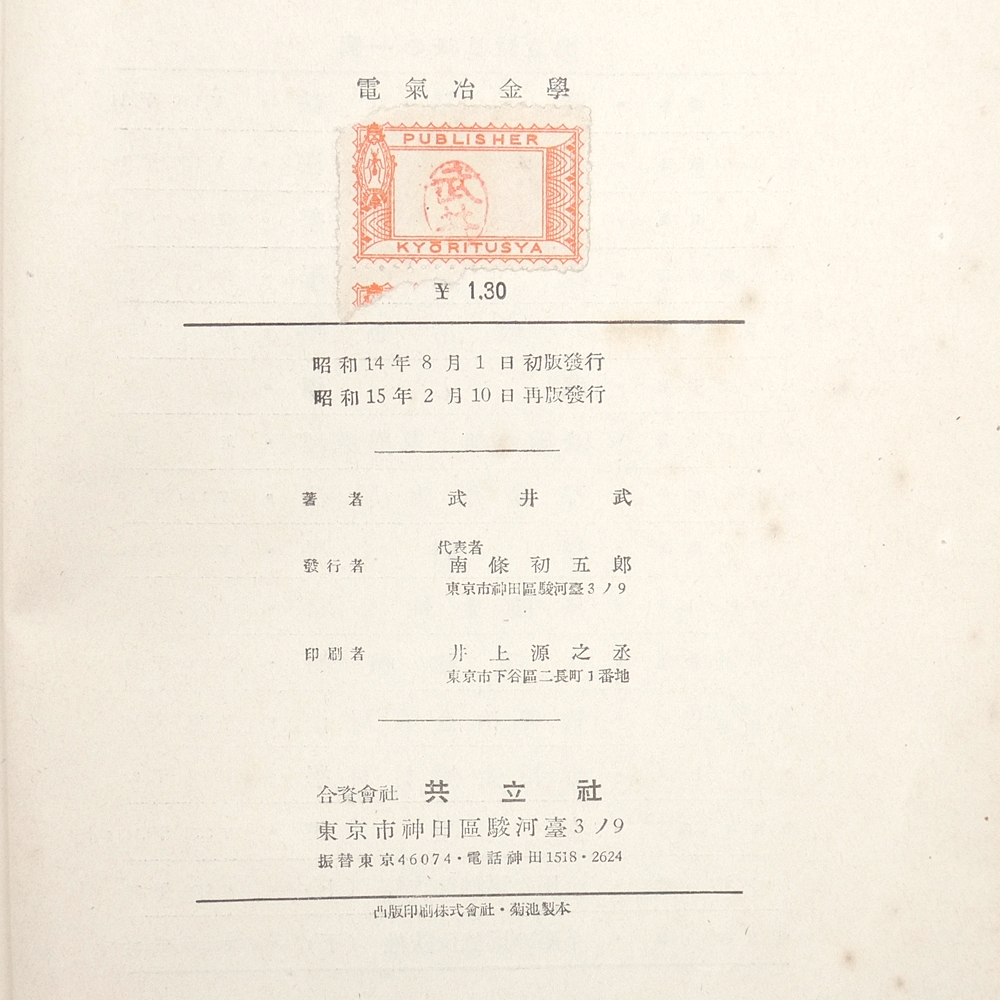 電氣冶金學
PUBLISHER
武井
KYŌRITUSYA
¥ 1.30
昭和14年8月1日初版發行
昭和15年2月10日再版發行
著者 武井武
代表者
發行者 南條初五郎
東京市神田區駿河臺3ノ9
印刷者 井上源之丞
東京市下谷區二長町1番地
合資會社 共立社
東京市神田區駿河臺3ノ9
振替東京46074・電話神田1518・2624
凸版印刷株式會社・菊池製本